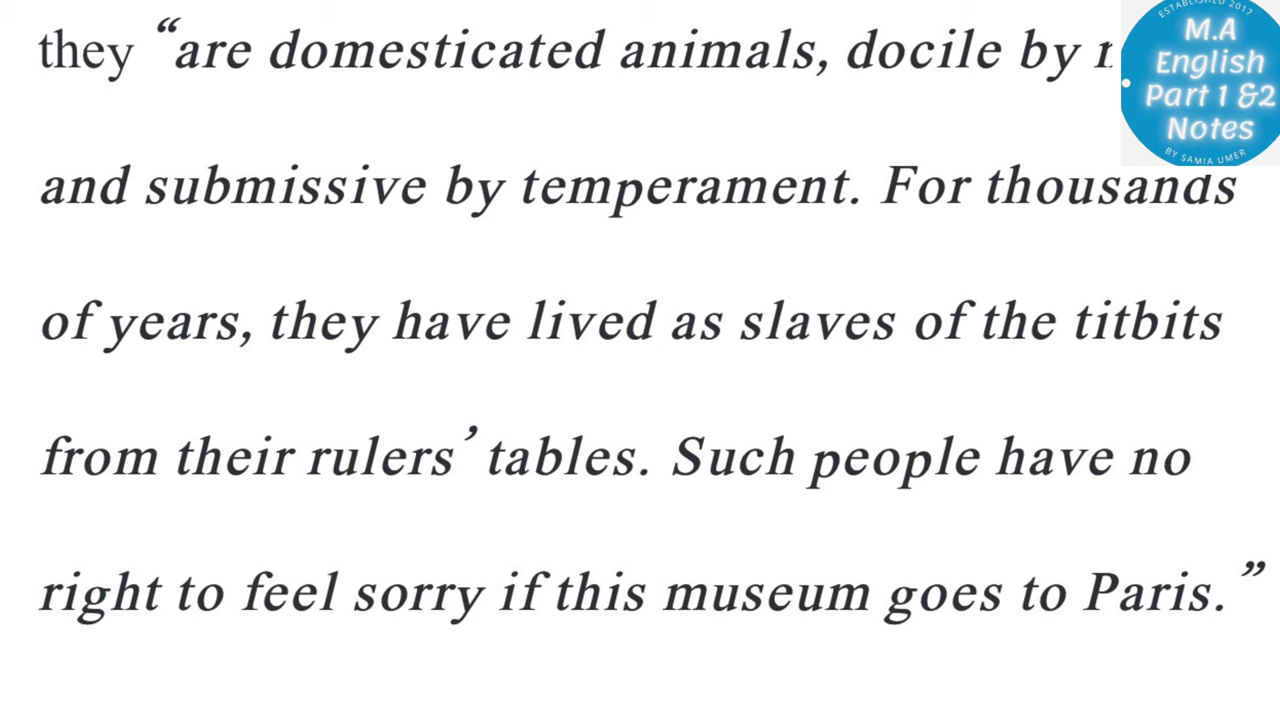 they “are domesticated animals, docile by
and submissive by temperament. For thousands
of years, they have lived as slaves of the titbits
from their rulers’ tables. Such people have no
right to feel sorry if this museum goes to Paris.”
ESTABLISHED 2017
M.A
English
Part 1 &2
Notes
BY SAMIA UMER